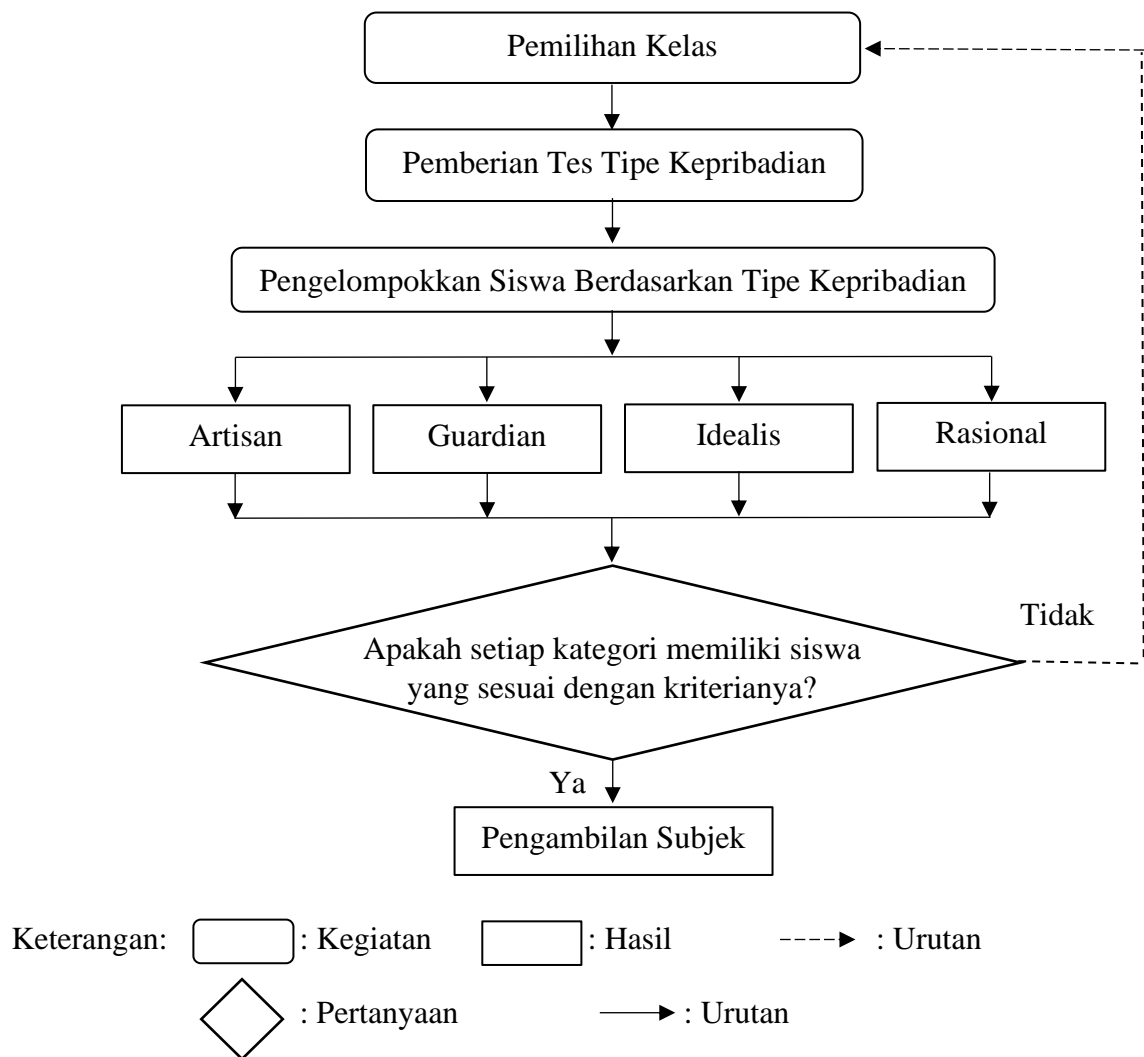 Pemilihan Kelas
Pemberian Tes Tipe Kepribadian
Pengelompokkan Siswa Berdasarkan Tipe Kepribadian
Artisan
Guardian
Idealis
Rasional
Tidak
Apakah setiap kategori memiliki siswa
yang sesuai dengan kriterianya?
Ya
Pengambilan Subjek
Keterangan: : Kegiatan : Hasil : Urutan
: Pertanyaan : Urutan